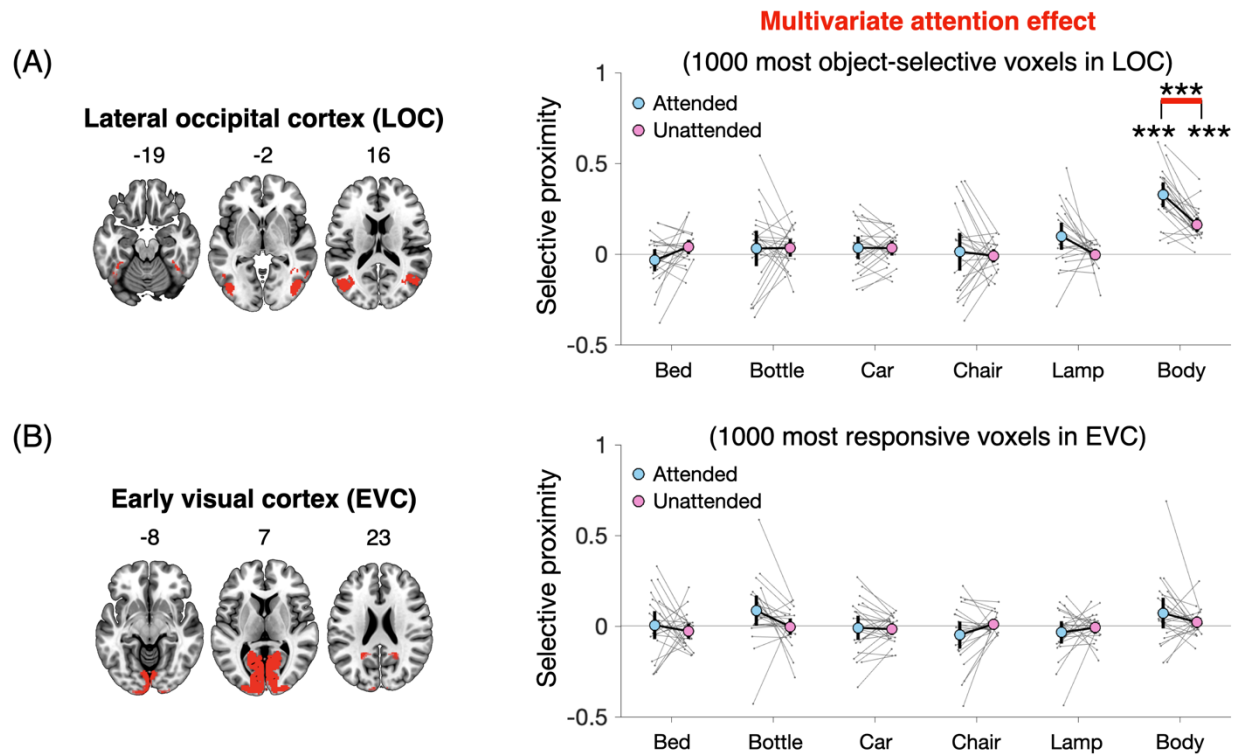 Multivariate attention effect
(A)
(1000 most object-selective voxels in LOC)
Lateral occipital cortex (LOC)
-19 -2 16
Selective proximity
1
0.5
0
-0.5
Attended
Unattended
***
*** ***
Bed Bottle Car Chair Lamp Body
(B)
(1000 most responsive voxels in EVC)
Early visual cortex (EVC)
-8 7 23
Selective proximity
1
0.5
0
-0.5
Attended
Unattended
Bed Bottle Car Chair Lamp Body